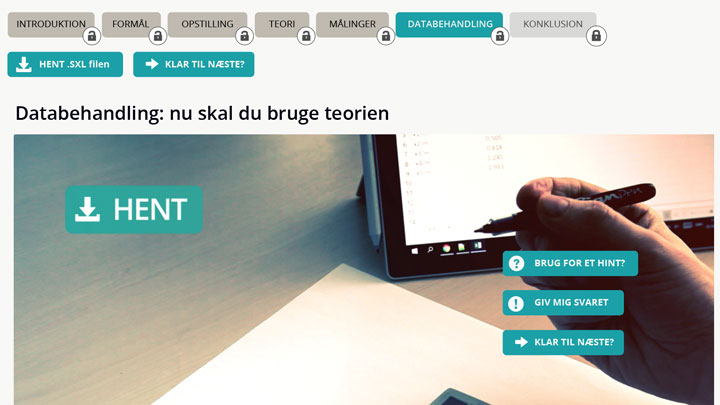 INTRODUKTION FORMÅL OPSTILLING TEORI MÅLINGER DATABEHANDLING KONKLUSION
HENT .SXL filen KLAR TIL NÆSTE?
Databehandling: nu skal du bruge teorien
HENT
BRUG FOR ET HINT?
GIV MIG SVARET
KLAR TIL NÆSTE?